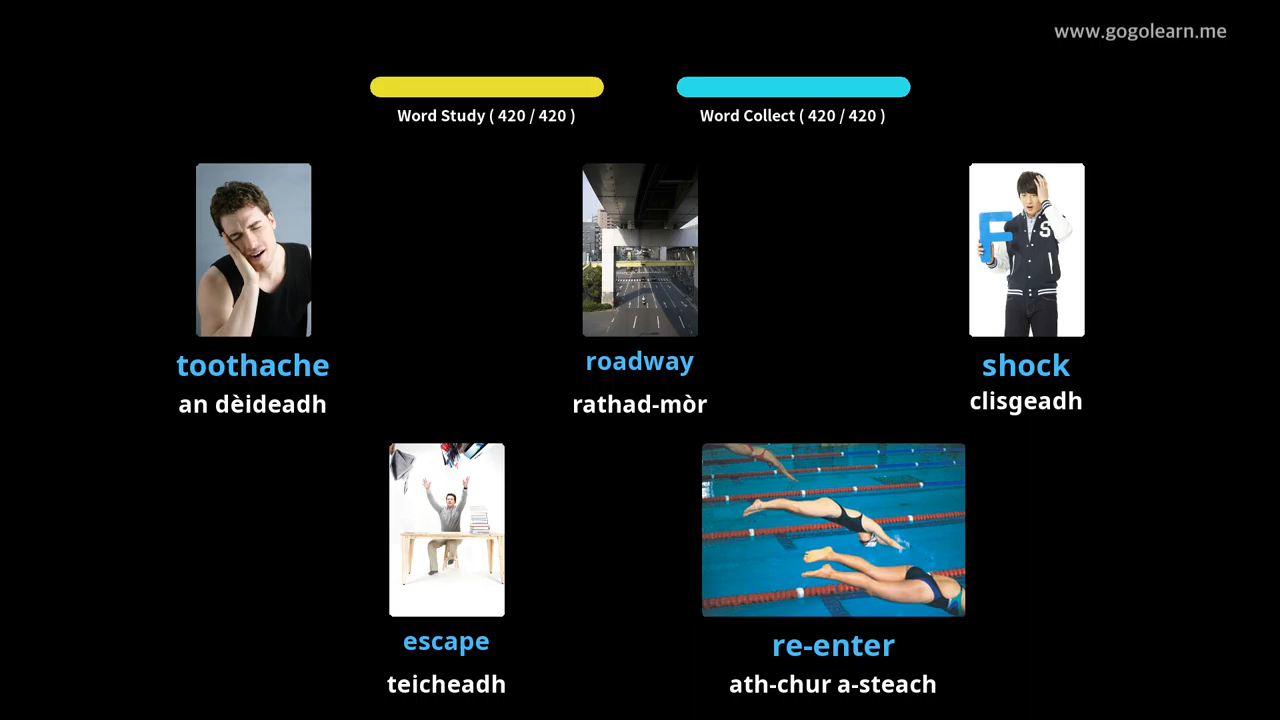 www.gogolearn.me
Word Study ( 420 / 420 )
Word Collect ( 420 / 420 )
F
S
toothache
roadway
shock
an dèideadh
rathad-mòr
clisgeadh
escape
re-enter
teicheadh
ath-chur a-steach